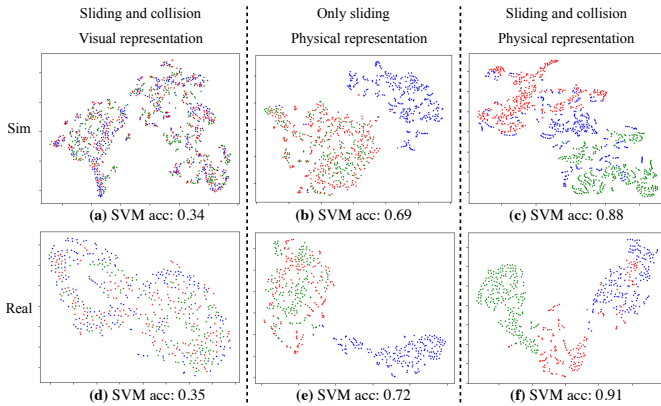 Sliding and collision
Visual representation
Only sliding
Physical representation
Sliding and collision
Physical representation
Sim
(a) SVM acc: 0.34
(b) SVM acc: 0.69
(c) SVM acc: 0.88
Real
(d) SVM acc: 0.35
(e) SVM acc: 0.72
(f) SVM acc: 0.91